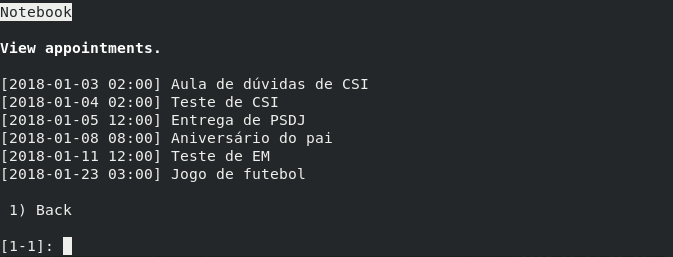 Notebook
View appointments.
[2018-01-03 02:00] Aula de dúvidas de CSI
[2018-01-04 02:00] Teste de CSI
[2018-01-05 12:00] Entrega de PSDJ
[2018-01-08 08:00] Aniversário do pai
[2018-01-11 12:00] Teste de EM
[2018-01-23 03:00] Jogo de futebol
1) Back
[1-1]: